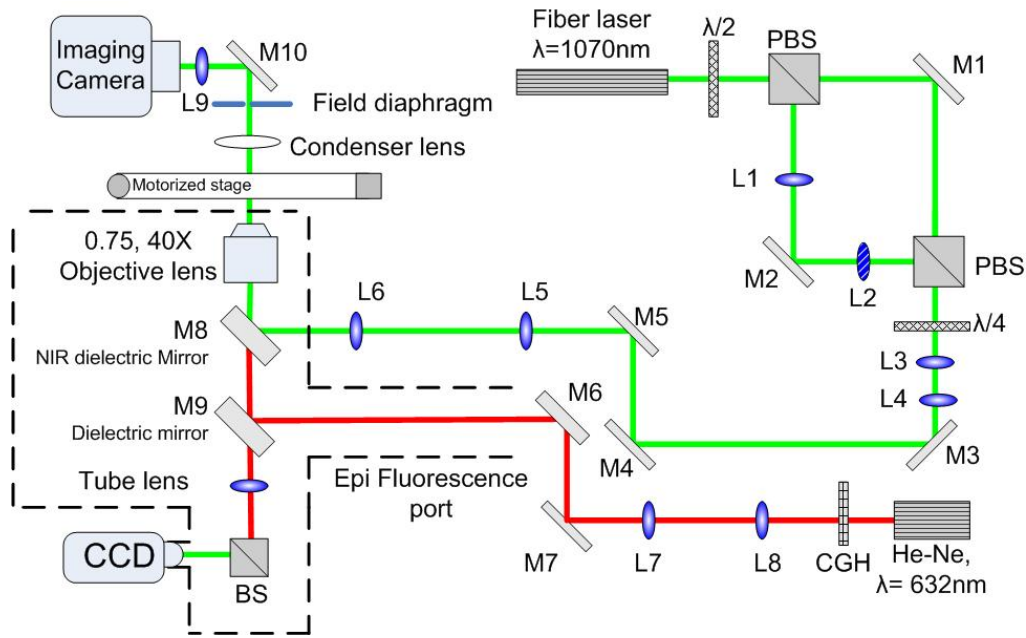 Imaging
Camera
L9
M10
Field diaphragm
Condenser lens
Motorized stage
0.75, 40X
Objective lens
M8
NIR dielectric Mirror
M9
Dielectric mirror
Tube lens
CCD
BS
Epi Fluorescence
port
Fiber laser
λ=1070nm
λ/2
PBS
M1
L1
M2
L2
PBS
λ/4
L3
L4
M3
L6
L5
M5
M4
M6
M7
L7
L8
CGH
He-Ne,
λ= 632nm